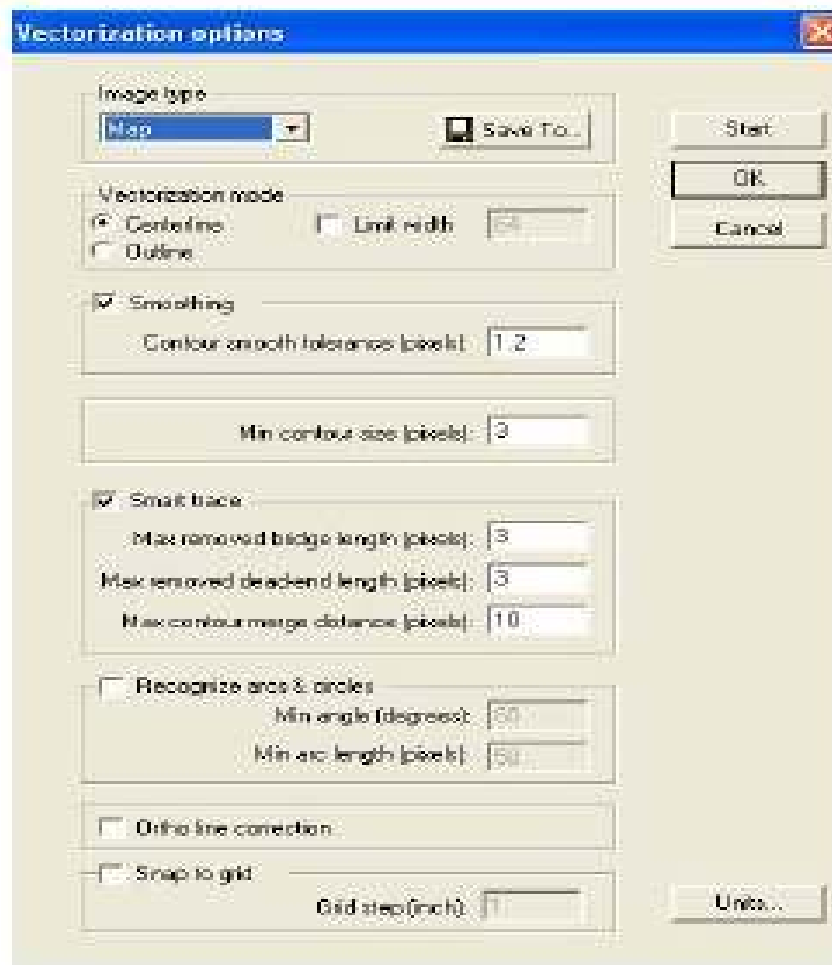 Vectorization options
Image type
Map
Save To...
Start
OK
Cancel
Vectorization mode
Centerline
Limit width
Outline
Smoothing
Contour smooth tolerance (pixels):
1.2
Min contour size (pixels):
3
Smart trace
Max removed bridge length (pixels):
3
Max removed deadend length (pixels):
3
Max contour merge distance (pixels):
10
Recognize arcs & circles
Min angle (degrees):
Min arc length (pixels):
Ortho line correction
Snap to grid
Grid step (inch):
1
Units...